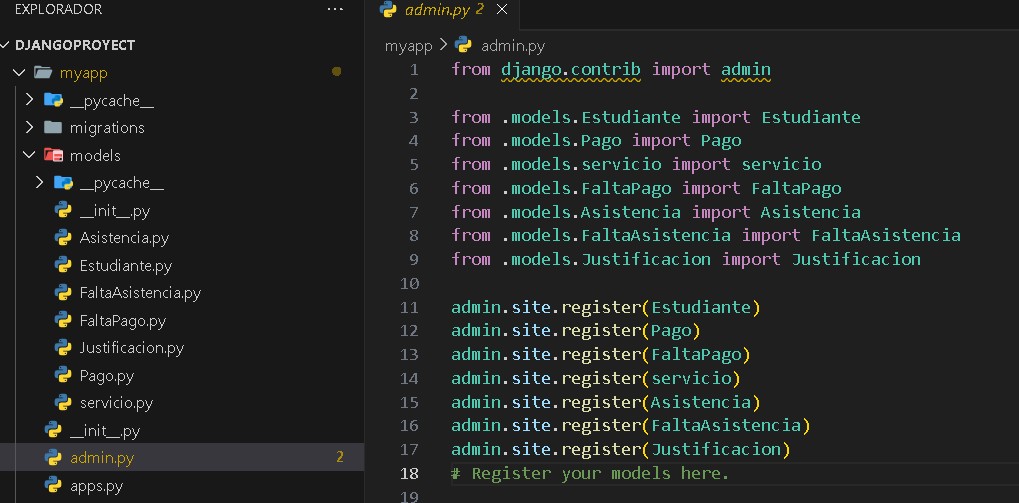 EXPLORADOR
...
DJANGOPROYECT
myapp
__pycache__
migrations
models
__pycache__
__init__.py
Asistencia.py
Estudiante.py
FaltaAsistencia.py
FaltaPago.py
Justificacion.py
Pago.py
servicio.py
__init__.py
admin.py 2
apps.py
admin.py 2
myapp > admin.py
1 from django.contrib import admin
2
3 from .models.Estudiante import Estudiante
4 from .models.Pago import Pago
5 from .models.servicio import servicio
6 from .models.FaltaPago import FaltaPago
7 from .models.Asistencia import Asistencia
8 from .models.FaltaAsistencia import FaltaAsistencia
9 from .models.Justificacion import Justificacion
10
11 admin.site.register(Estudiante)
12 admin.site.register(Pago)
13 admin.site.register(FaltaPago)
14 admin.site.register(servicio)
15 admin.site.register(Asistencia)
16 admin.site.register(FaltaAsistencia)
17 admin.site.register(Justificacion)
18 # Register your models here.
19